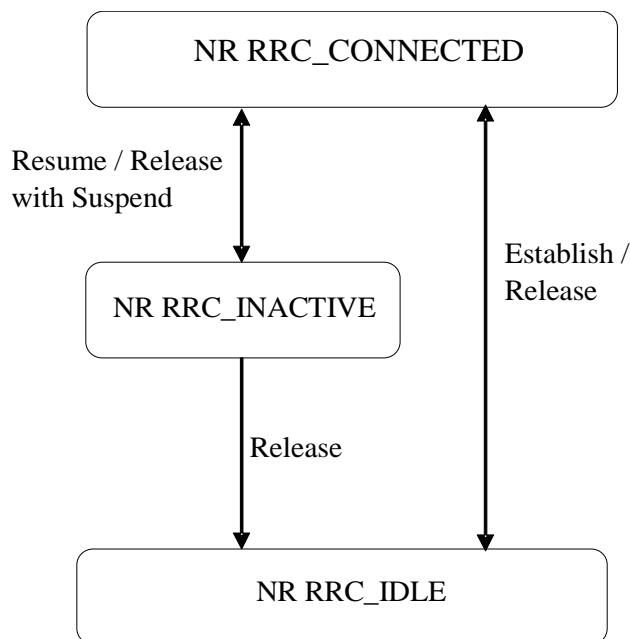 NR RRC_CONNECTED
Resume / Release
with Suspend
Establish /
Release
NR RRC_INACTIVE
Release
NR RRC_IDLE